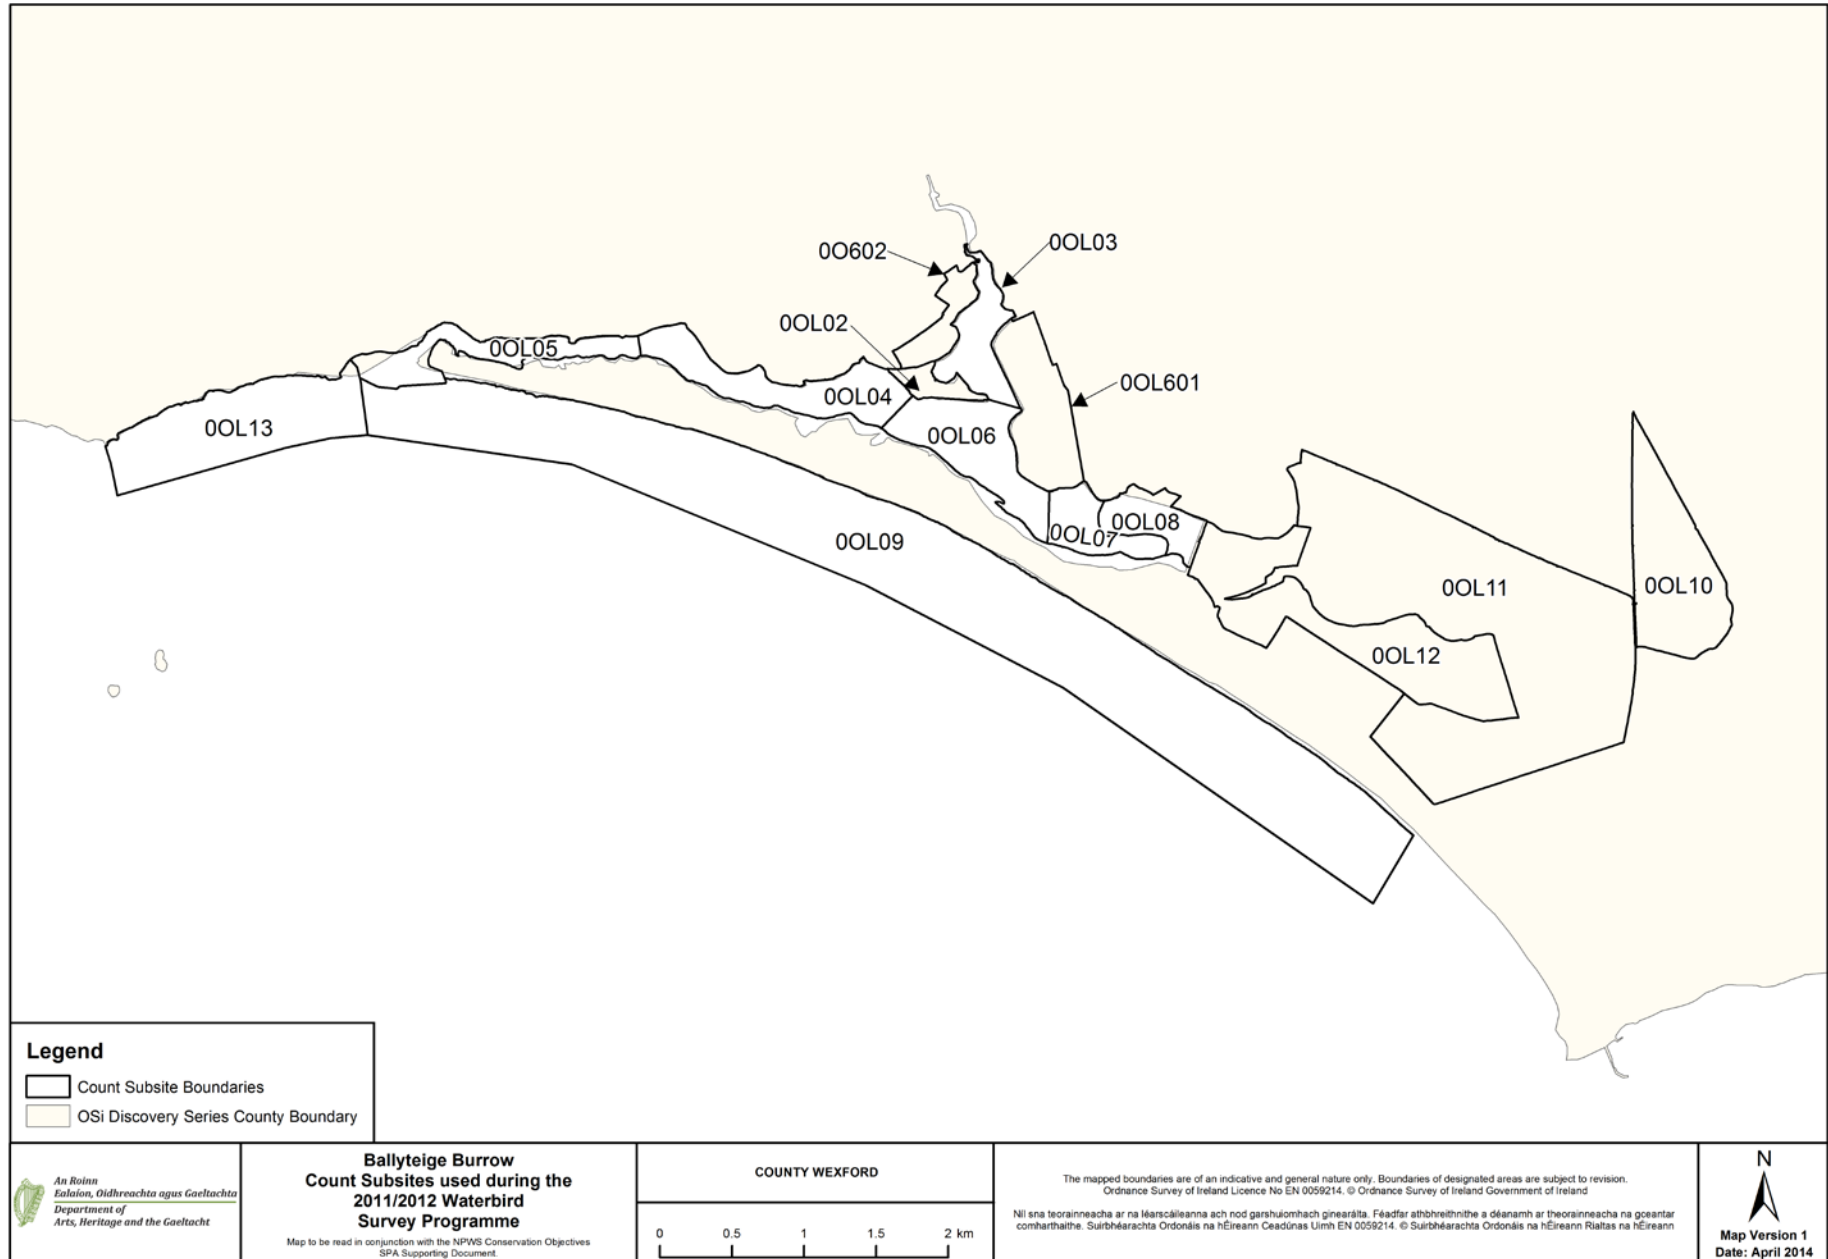 0OL03
0O602
0OL02
0OL05
0OL601
0OL04
0OL13
0OL06
0OL08
0OL07
0OL09
0OL11
0OL10
0OL12
Legend
Count Subsite Boundaries
OSi Discovery Series County Boundary
An Roinn
Ealaíon, Oidhreachta agus Gaeltachta
Department of
Arts, Heritage and the Gaeltacht
Ballyteige Burrow
Count Subsites used during the
2011/2012 Waterbird
Survey Programme
Map to be read in conjunction with the NPWS Conservation Objectives
SPA Supporting Document.
COUNTY WEXFORD
0 0.5 1 1.5 2 km
The mapped boundaries are of an indicative and general nature only. Boundaries of designated areas are subject to revision.
Ordnance Survey of Ireland Licence No EN 0059214. © Ordnance Survey of Ireland Government of Ireland
Níl sna teorainneacha ar na léarscáileanna ach nod garshuíomhach ginearálta. Féadfar athbhreithnithe a déanamh ar theorainneacha na gceantar
comharthaithe. Suirbhéarachta Ordonáis na hÉireann Ceadúnas Uimh EN 0059214. © Suirbhéarachta Ordonáis na hÉireann Rialtas na hÉireann
N
Map Version 1
Date: April 2014